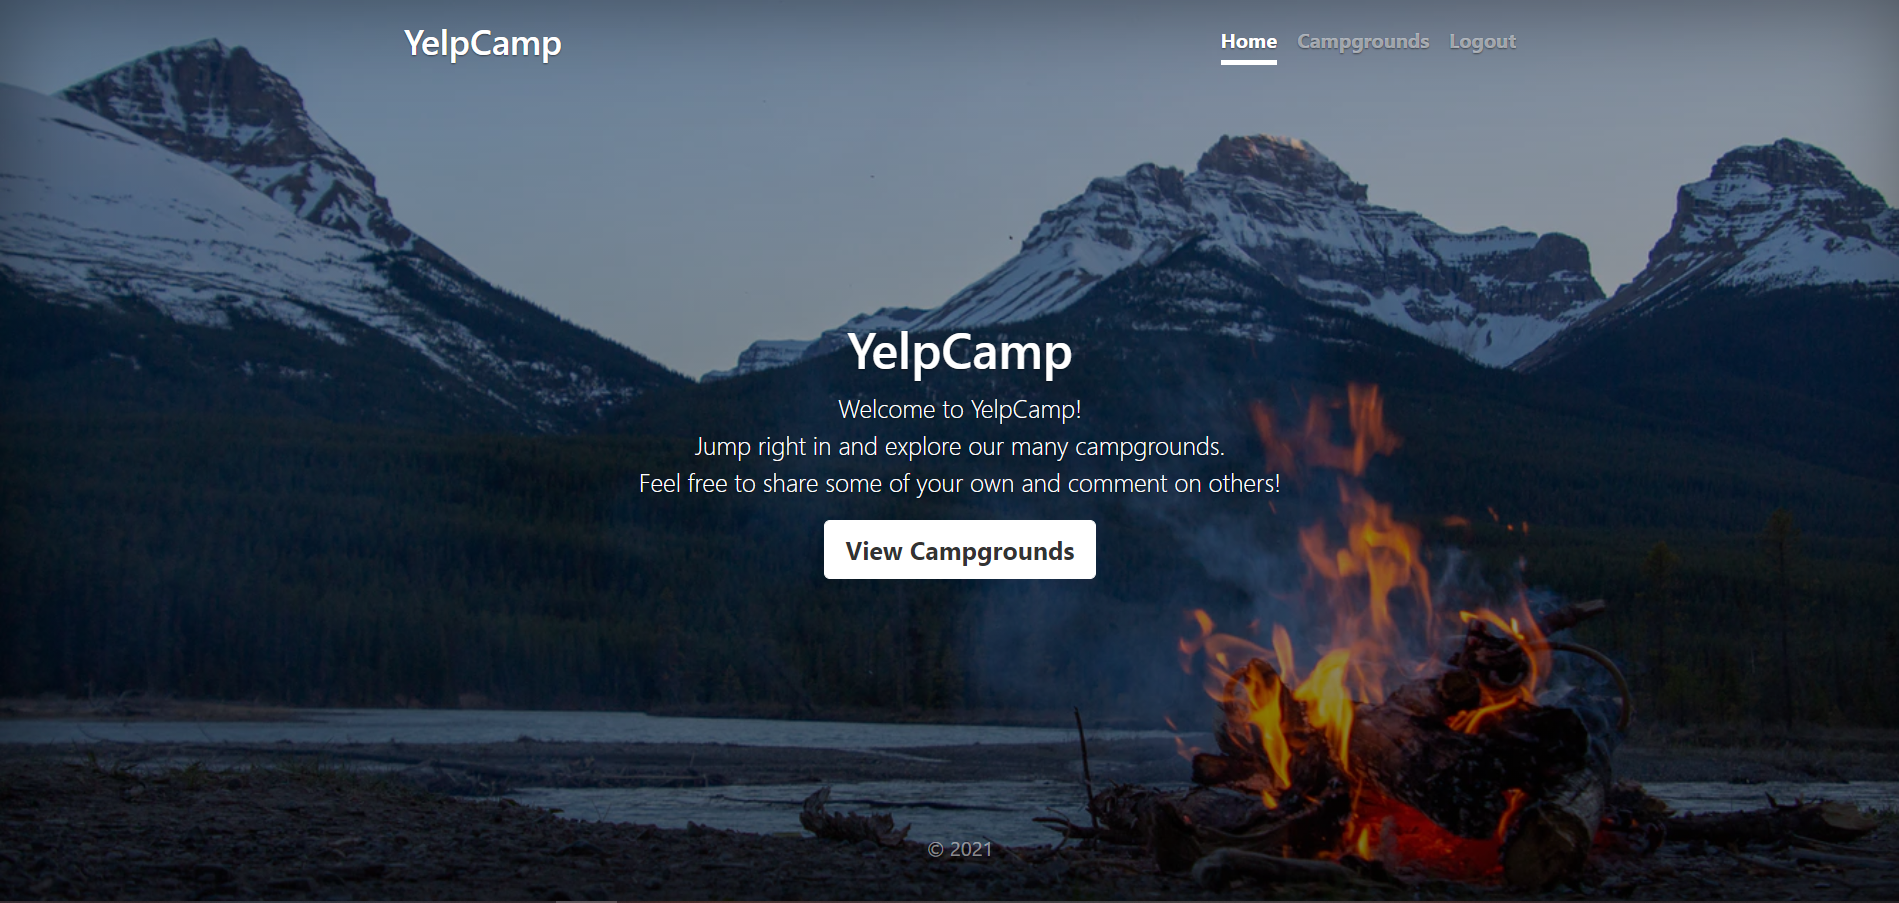 YelpCamp
Home Campgrounds Logout
YelpCamp
Welcome to YelpCamp!
Jump right in and explore our many campgrounds.
Feel free to share some of your own and comment on others!
View Campgrounds
© 2021